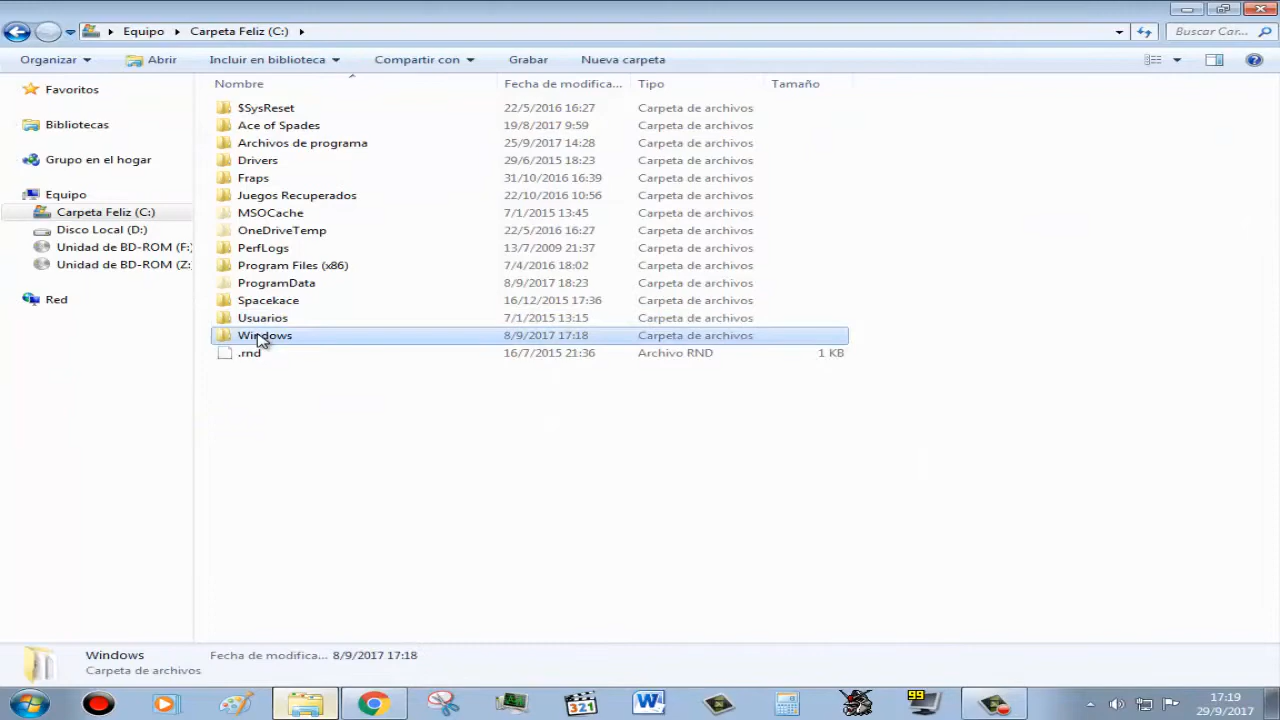 Equipo Carpeta Feliz (C:) Buscar Car...
Organizar Abrir Incluir en biblioteca Compartir con Grabar Nueva carpeta
Nombre Fecha de modifica... Tipo Tamaño
Favoritos
Bibliotecas
Grupo en el hogar
Equipo
Carpeta Feliz (C:)
Disco Local (D:)
Unidad de BD-ROM (F:
Unidad de BD-ROM (Z:
Red
$SysReset 22/5/2016 16:27 Carpeta de archivos
Ace of Spades 19/8/2017 9:59 Carpeta de archivos
Archivos de programa 25/9/2017 14:28 Carpeta de archivos
Drivers 29/6/2015 18:23 Carpeta de archivos
Fraps 31/10/2016 16:39 Carpeta de archivos
Juegos Recuperados 22/10/2016 10:56 Carpeta de archivos
MSOCache 7/1/2015 13:45 Carpeta de archivos
OneDriveTemp 22/5/2016 16:27 Carpeta de archivos
PerfLogs 13/7/2009 21:37 Carpeta de archivos
Program Files (x86) 7/4/2016 18:02 Carpeta de archivos
ProgramData 8/9/2017 18:23 Carpeta de archivos
Spacekace 16/12/2015 17:36 Carpeta de archivos
Usuarios 7/1/2015 13:15 Carpeta de archivos
Windows 8/9/2017 17:18 Carpeta de archivos
.rnd 16/7/2015 21:36 Archivo RND 1 KB
Windows Fecha de modifica... 8/9/2017 17:18
Carpeta de archivos
321
W
99
17:19
29/9/2017